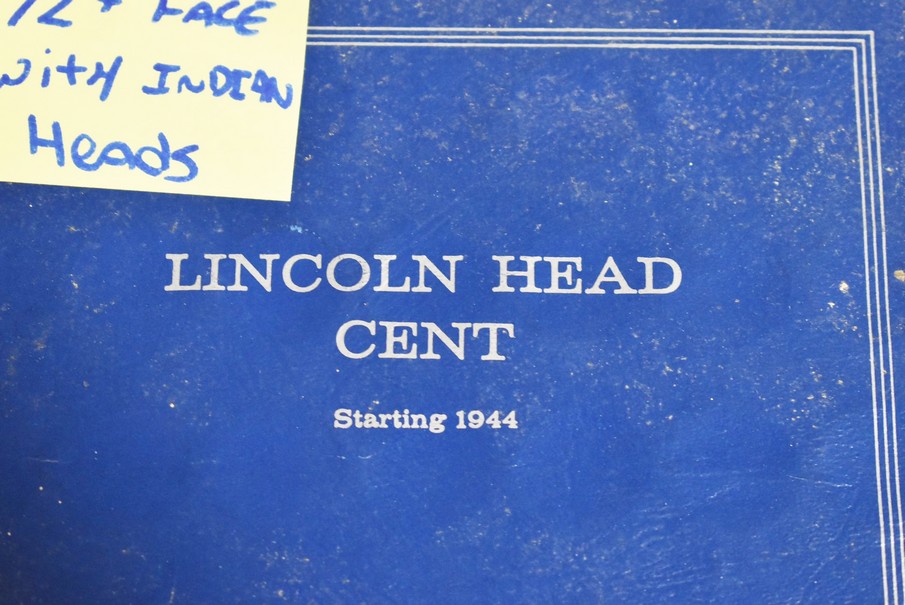 FACE
with INDIAN
Heads
LINCOLN HEAD
CENT
Starting 1944